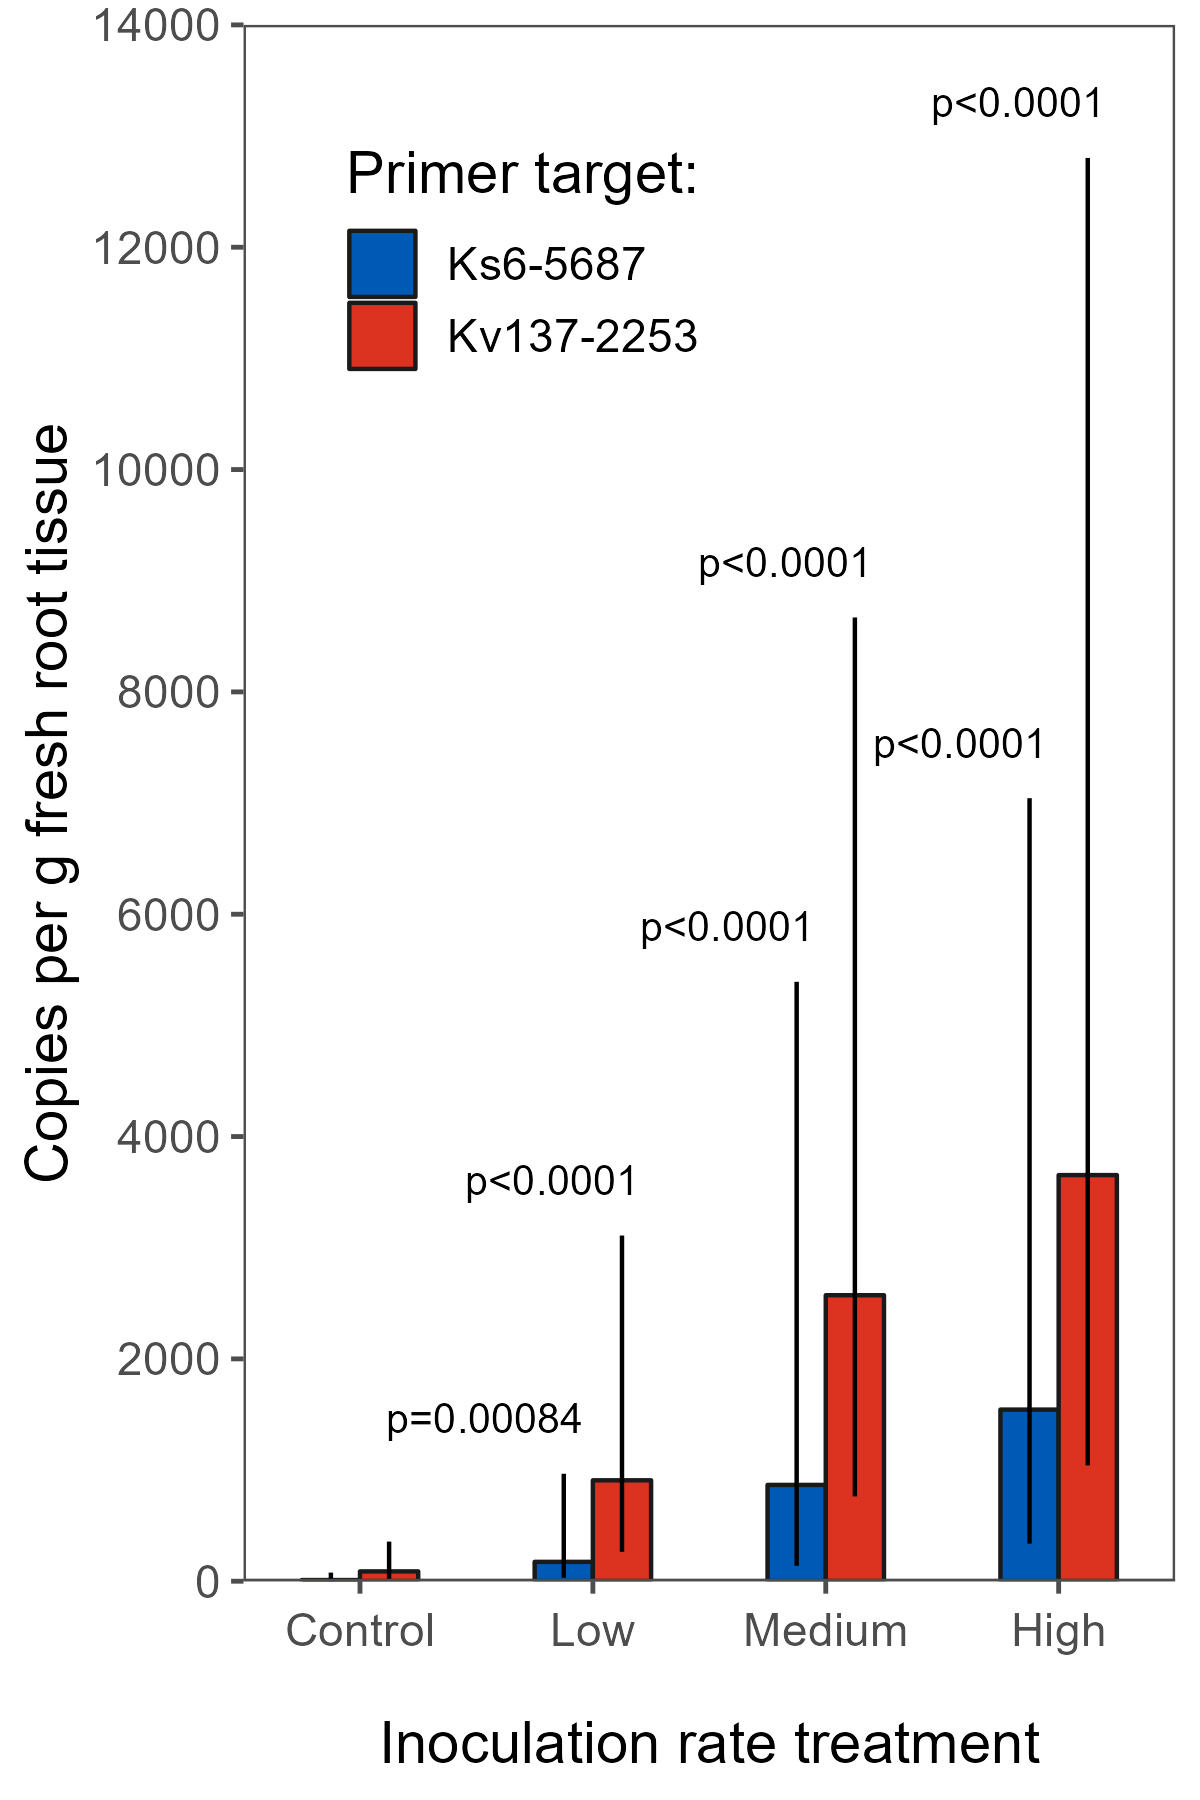 14000
12000
10000
8000
6000
4000
2000
0
Copies per g fresh root tissue
Primer target:
Ks6-5687
Kv137-2253
p<0.0001
p<0.0001
p<0.0001
p<0.0001
p<0.0001
p=0.00084
Control Low Medium High
Inoculation rate treatment